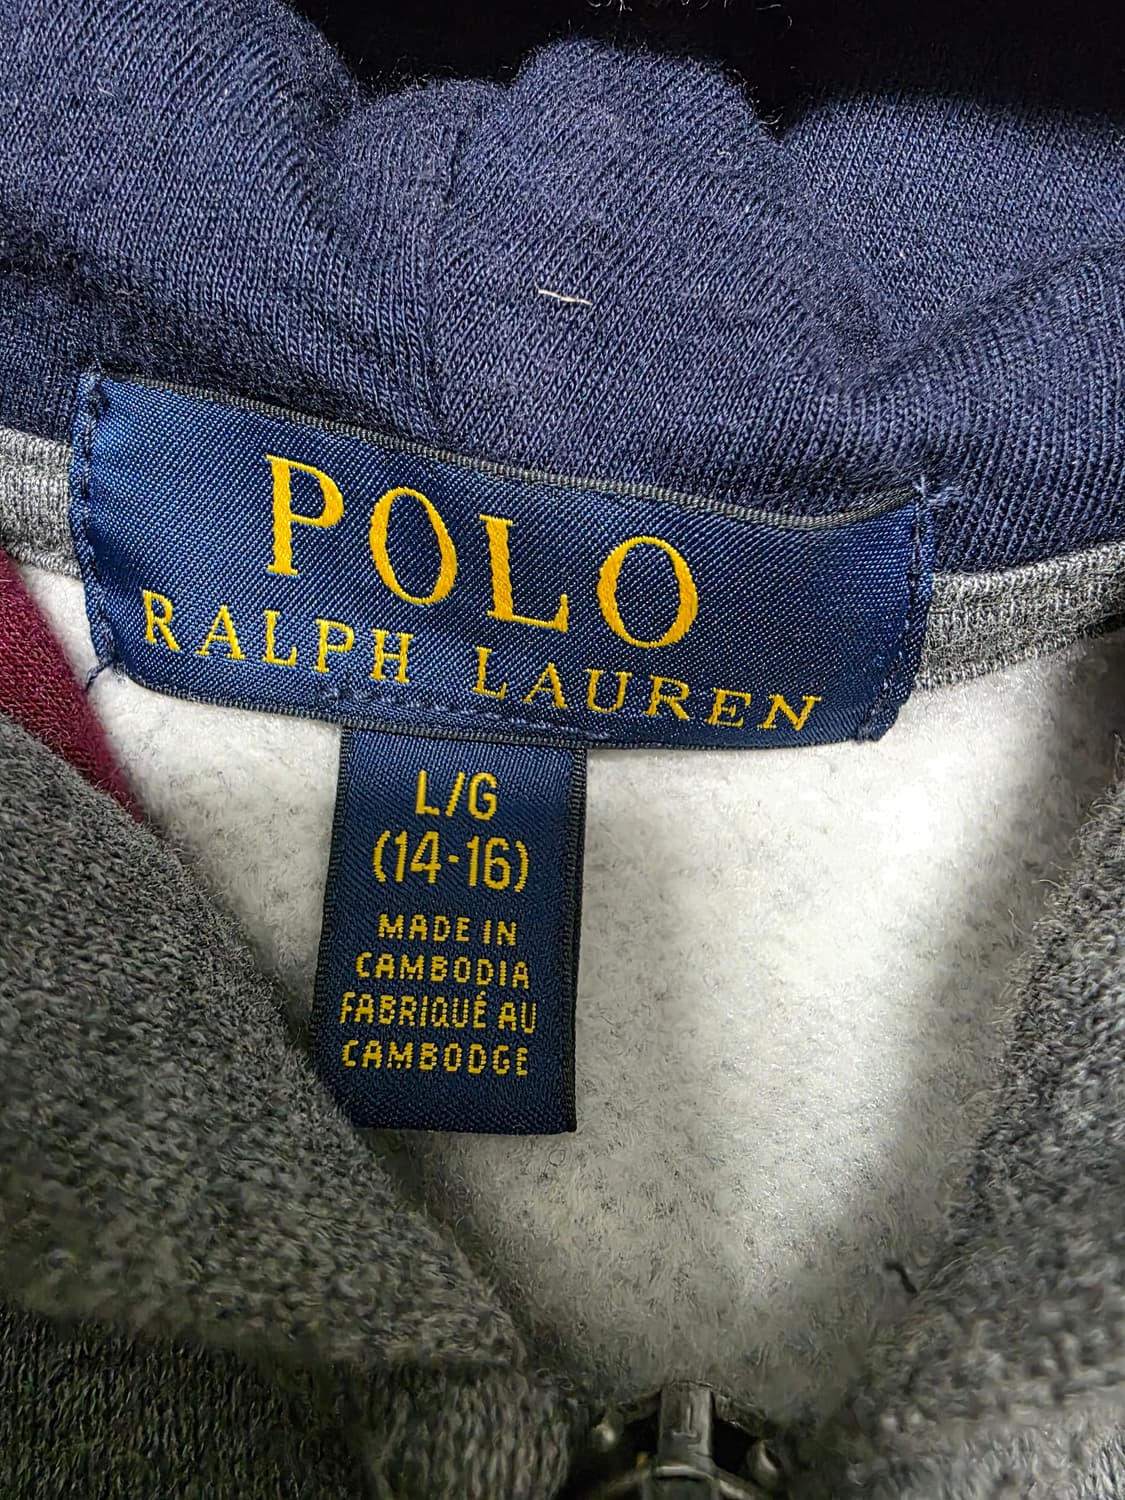 POLO
RALPH LAUREN
L/G
(14-16)
MADE IN
CAMBODIA
FABRIQUÉ AU
CAMBODGE